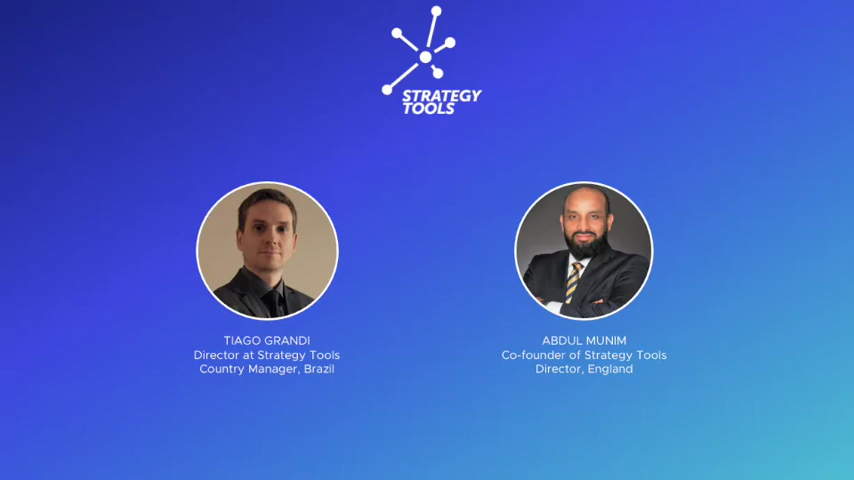 STRATEGY
TOOLS
TIAGO GRANDI
Director at Strategy Tools
Country Manager, Brazil
ABDUL MUNIM
Co-founder of Strategy Tools
Director, England